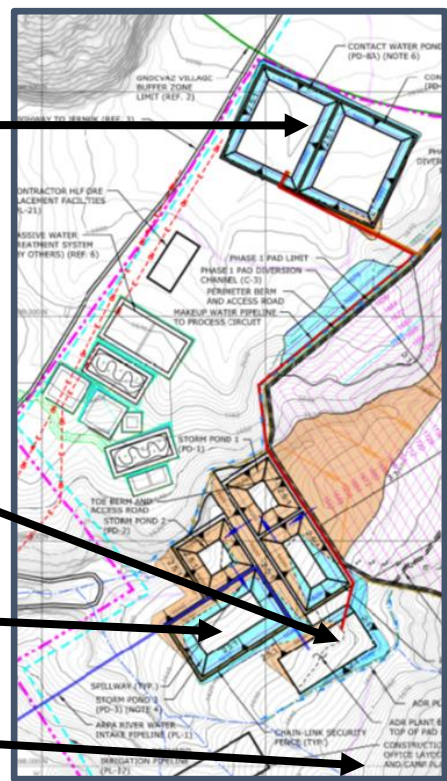 CONTACT WATER POND
(PD-8A) (NOTE 6)
GNDEVAZ VILLAGE
BUFFER ZONE
LIMIT (REF. 2)
TO JERMUK (REF. 3)
CONTRACTOR HLF ORE
PLACEMENT FACILITIES
(PL-21)
PASSIVE WATER
TREATMENT SYSTEM
(BY OTHERS) (REF. 6)
PHASE 1 PAD LIMIT
PHASE 1 PAD DIVERSION
CHANNEL (C-3)
PERIMETER BERM
AND ACCESS ROAD
MAKEUP WATER PIPELINE
TO PROCESS CIRCUIT
STORM POND 1
(PD-1)
TOE BERM AND
ACCESS ROAD
STORM POND 2
(PD-2)
SPILLWAY (TYP.)
STORM POND 3
(PD-3) (NOTE 4)
ARPA RIVER WATER
INTAKE PIPELINE (PL-1)
IRRIGATION PIPELINE
(PL-12)
CHAIN-LINK SECURITY
FENCE (TYP.)
ADR PL
ADR PLANT
TOP OF PAD
CONSTRUCTION
OFFICE LAYDO
AND CAMP PL